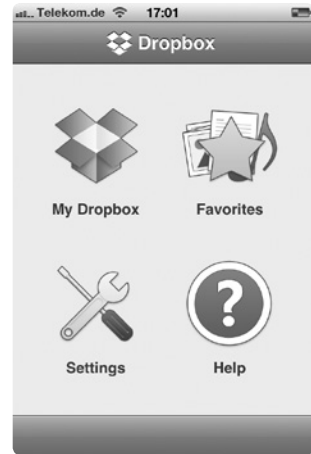 Telekom.de 17:01
Dropbox
My Dropbox Favorites
Settings Help